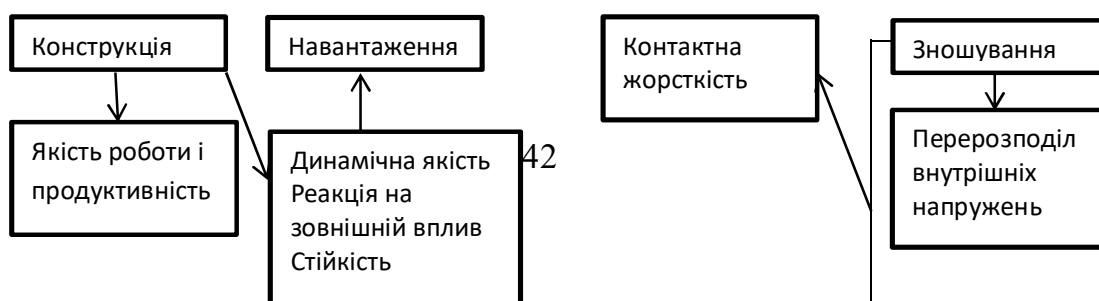 Конструкція
Навантаження
Контактна
жорсткість
Зношування
Якість роботи і
продуктивність
Динамічна якість
Реакція на
зовнішній вплив
Стійкість
42
Перерозподіл
внутрішніх
напружень